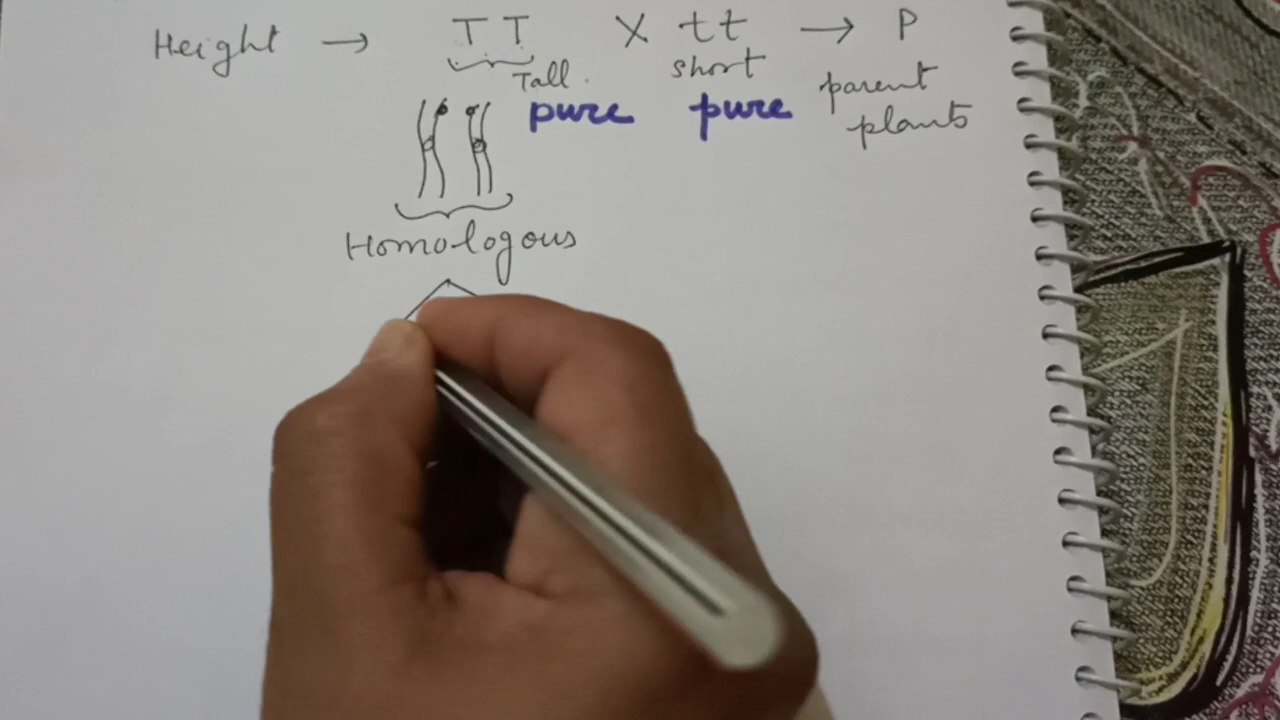 Height → TT X tt → P
Tall short parent
pure pure plants
Homologous